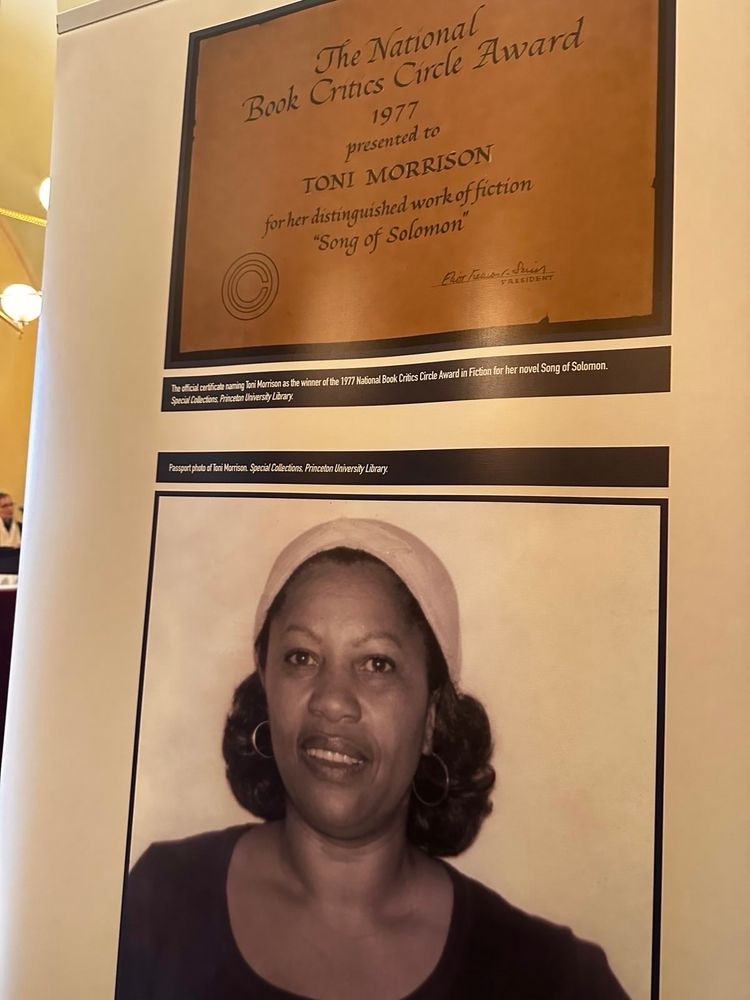 The National
Book Critics Circle Award
1977
presented to
TONI MORRISON
for her distinguished work of fiction
"Song of Solomon"
PRESIDENT
The official certificate naming Toni Morrison as the winner of the 1977 National Book Critics Circle Award in Fiction for her novel Song of Solomon.
Special Collections, Princeton University Library.
Passport photo of Toni Morrison. Special Collections, Princeton University Library.